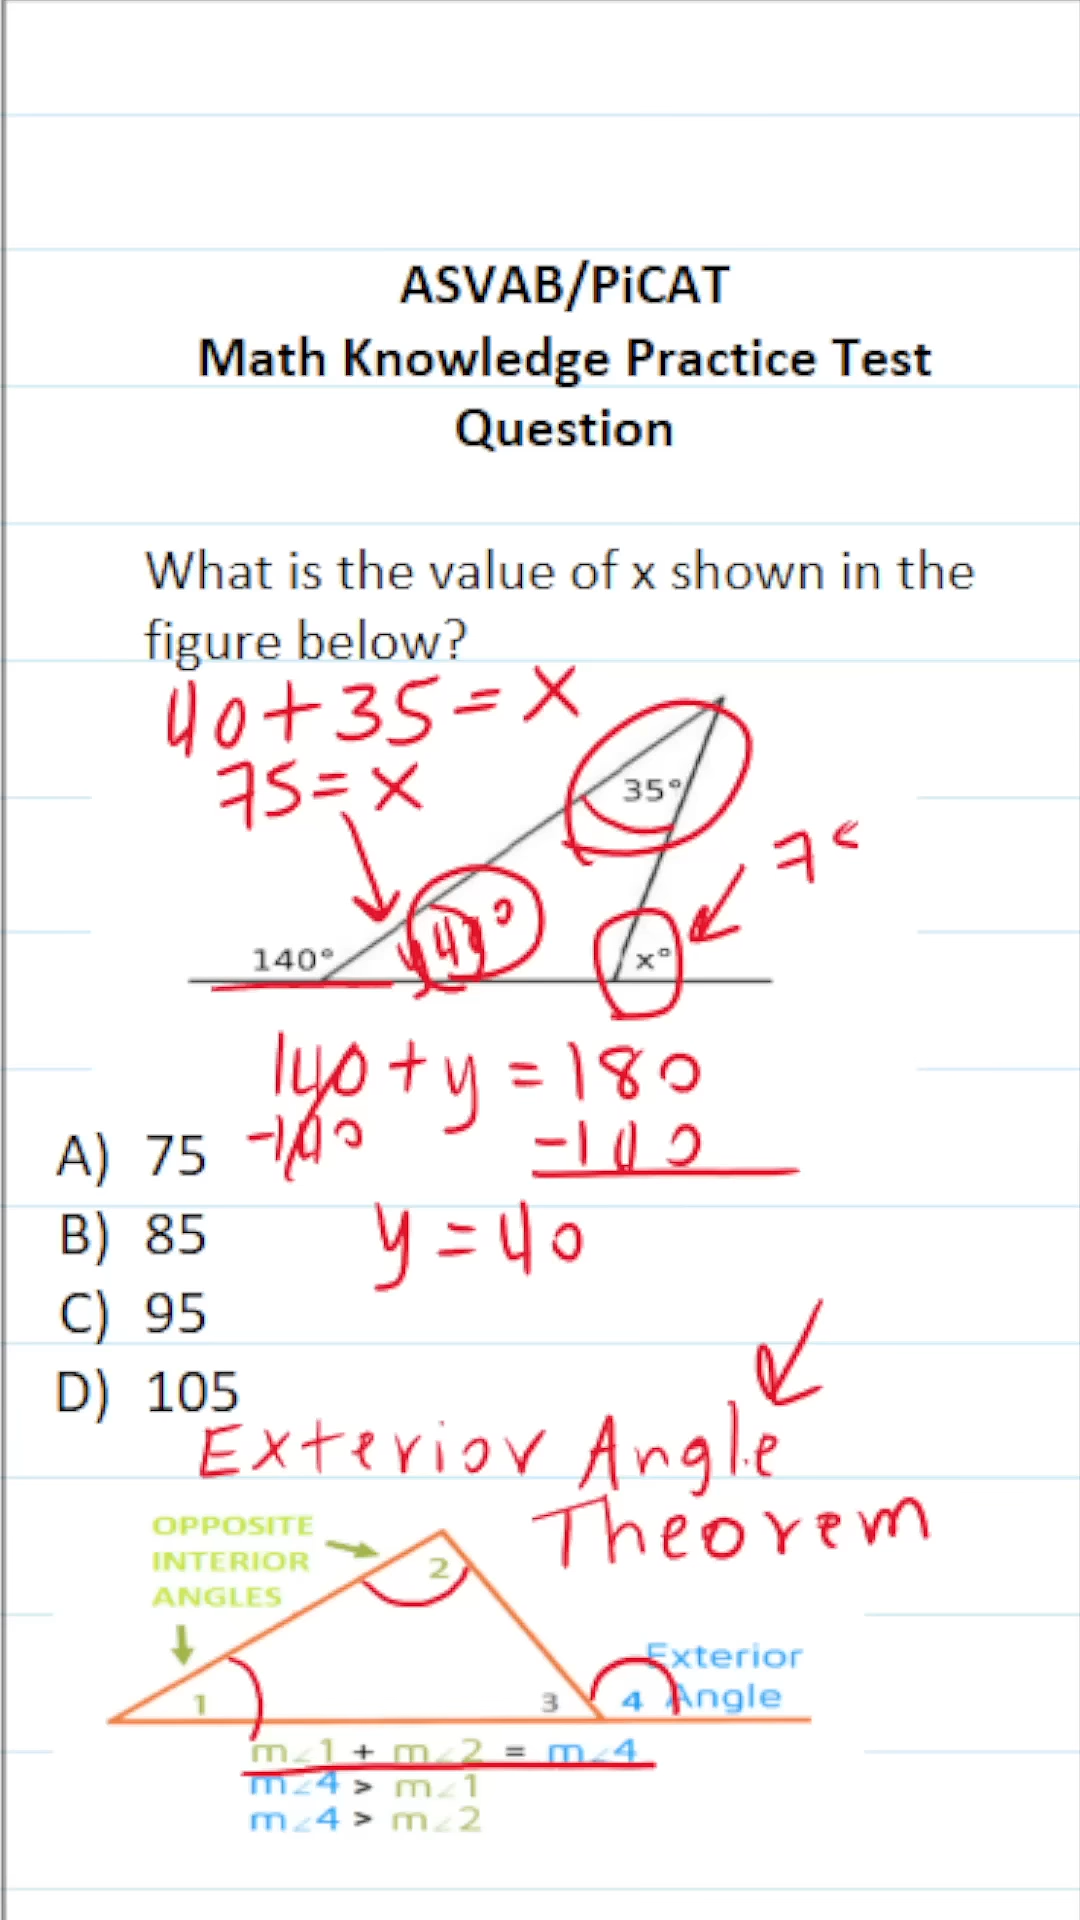 ASVAB/PiCAT
Math Knowledge Practice Test
Question
What is the value of x shown in the
figure below?
40+35=x
75=x
35°
140°
x°
140+y=180
-140 -140
y=40
A) 75
B) 85
C) 95
D) 105
Exterior Angle
Theorem
OPPOSITE
INTERIOR
ANGLES
2
1
3
4
Exterior
Angle
m∠1 + m∠2 = m∠4
m∠4 > m∠1
m∠4 > m∠2